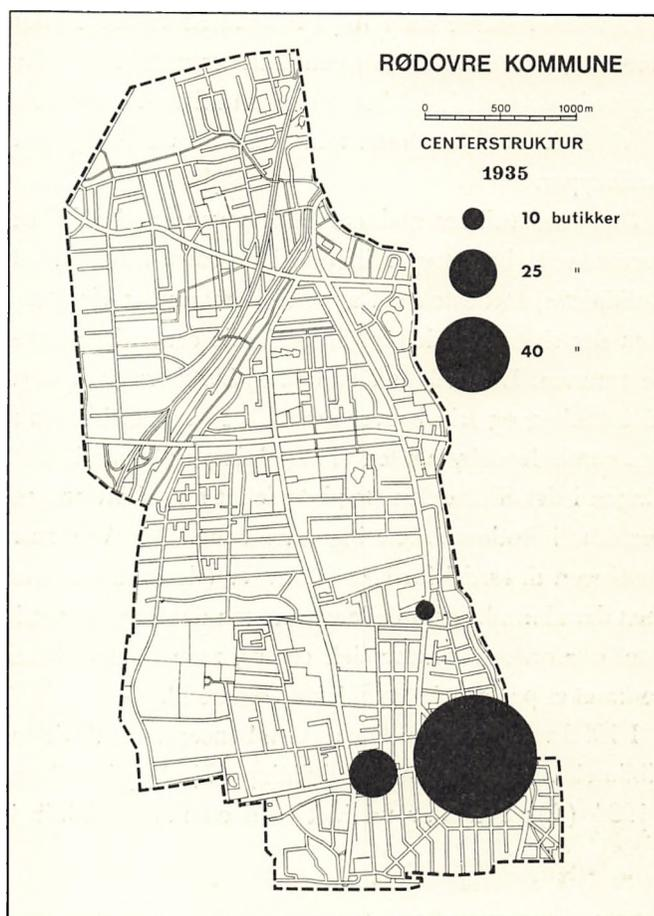 RØDOVRE KOMMUNE
0 500 1000m
CENTERSTRUKTUR
1935
10 butikker
25 "
40 "